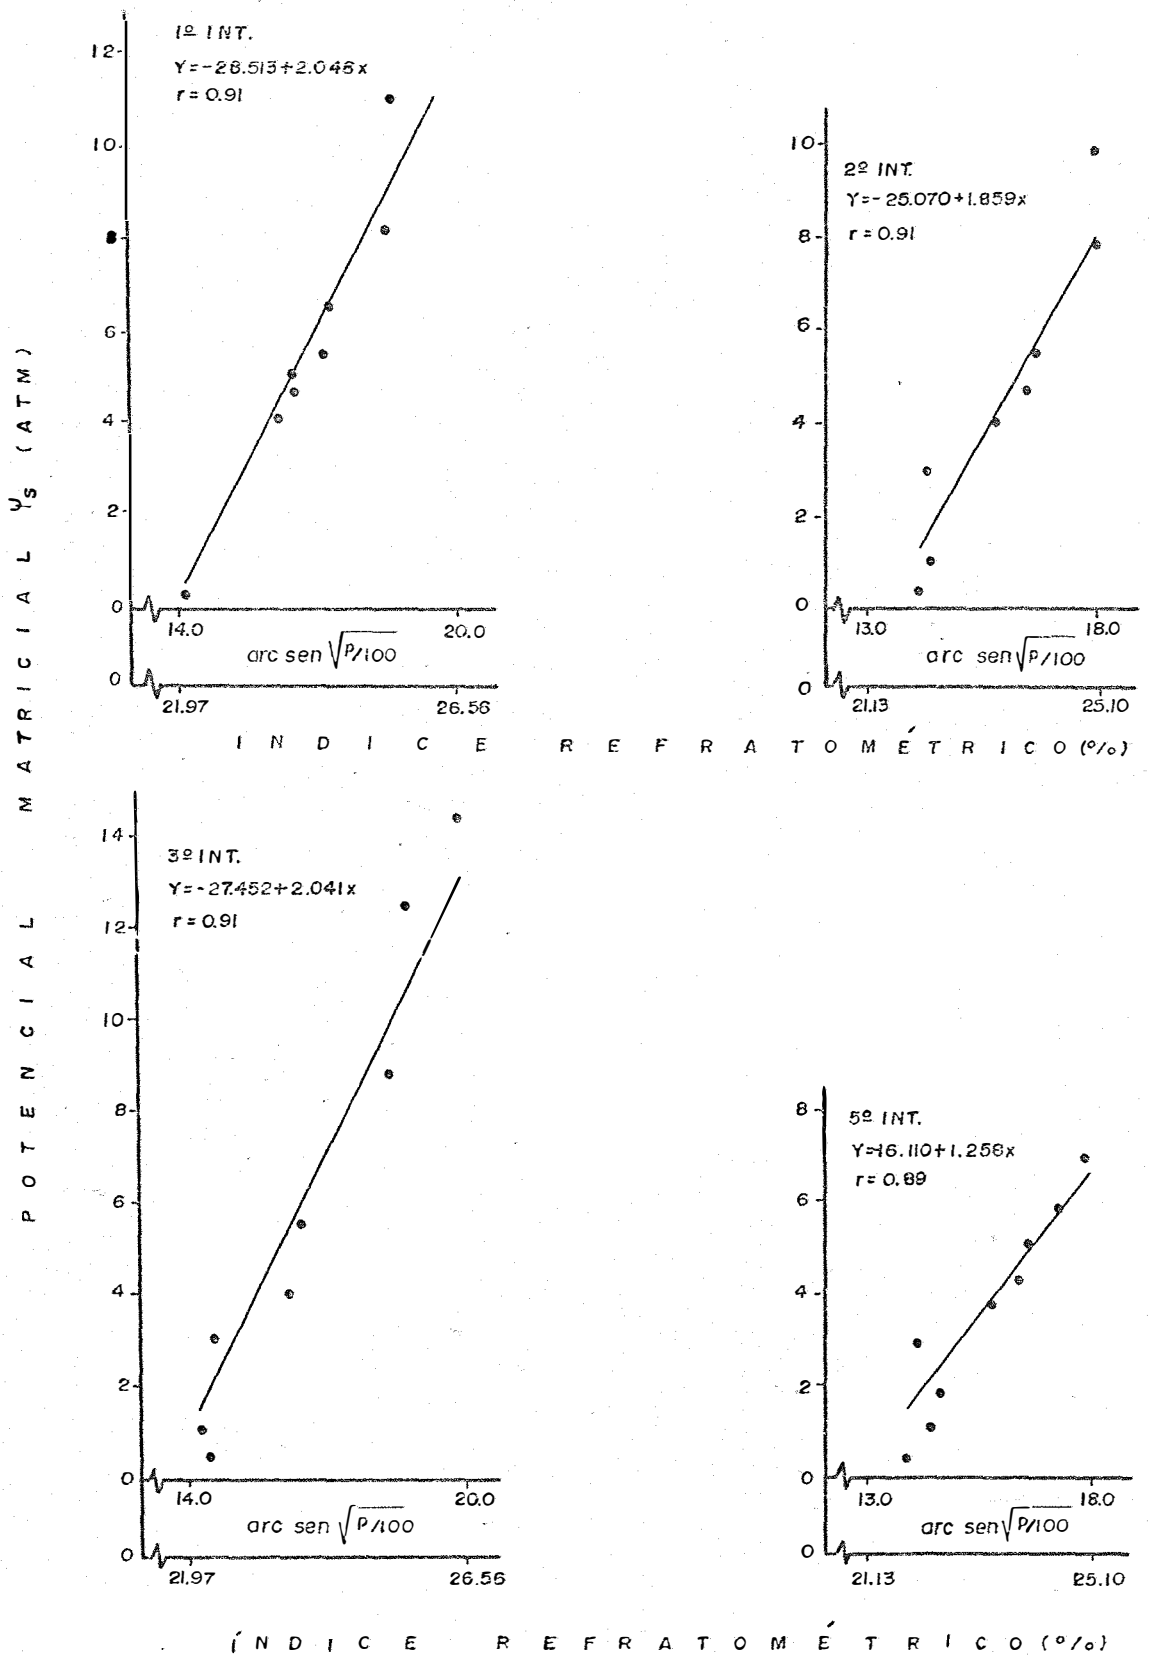 POTENCIAL MATRICIAL Ψs (ATM)
1º INT.
Y=-28.513+2.046x
r=0.91
12
10
8
6
4
2
0
14.0 20.0
arc sen √P/100
0
21.97 26.56
2º INT.
Y=-25.070+1.859x
r=0.91
10
8
6
4
2
0
13.0 18.0
arc sen √P/100
0
21.13 25.10
INDICE REFRATOMÉTRICO (%)
3º INT.
Y=-27.452+2.041x
r=0.91
14
12
10
8
6
4
2
0
14.0 20.0
arc sen √P/100
0
21.97 26.56
5º INT.
Y=-16.110+1.258x
r=0.89
8
6
4
2
0
13.0 18.0
arc sen √P/100
0
21.13 25.10
ÍNDICE REFRATOMÉTRICO (%)